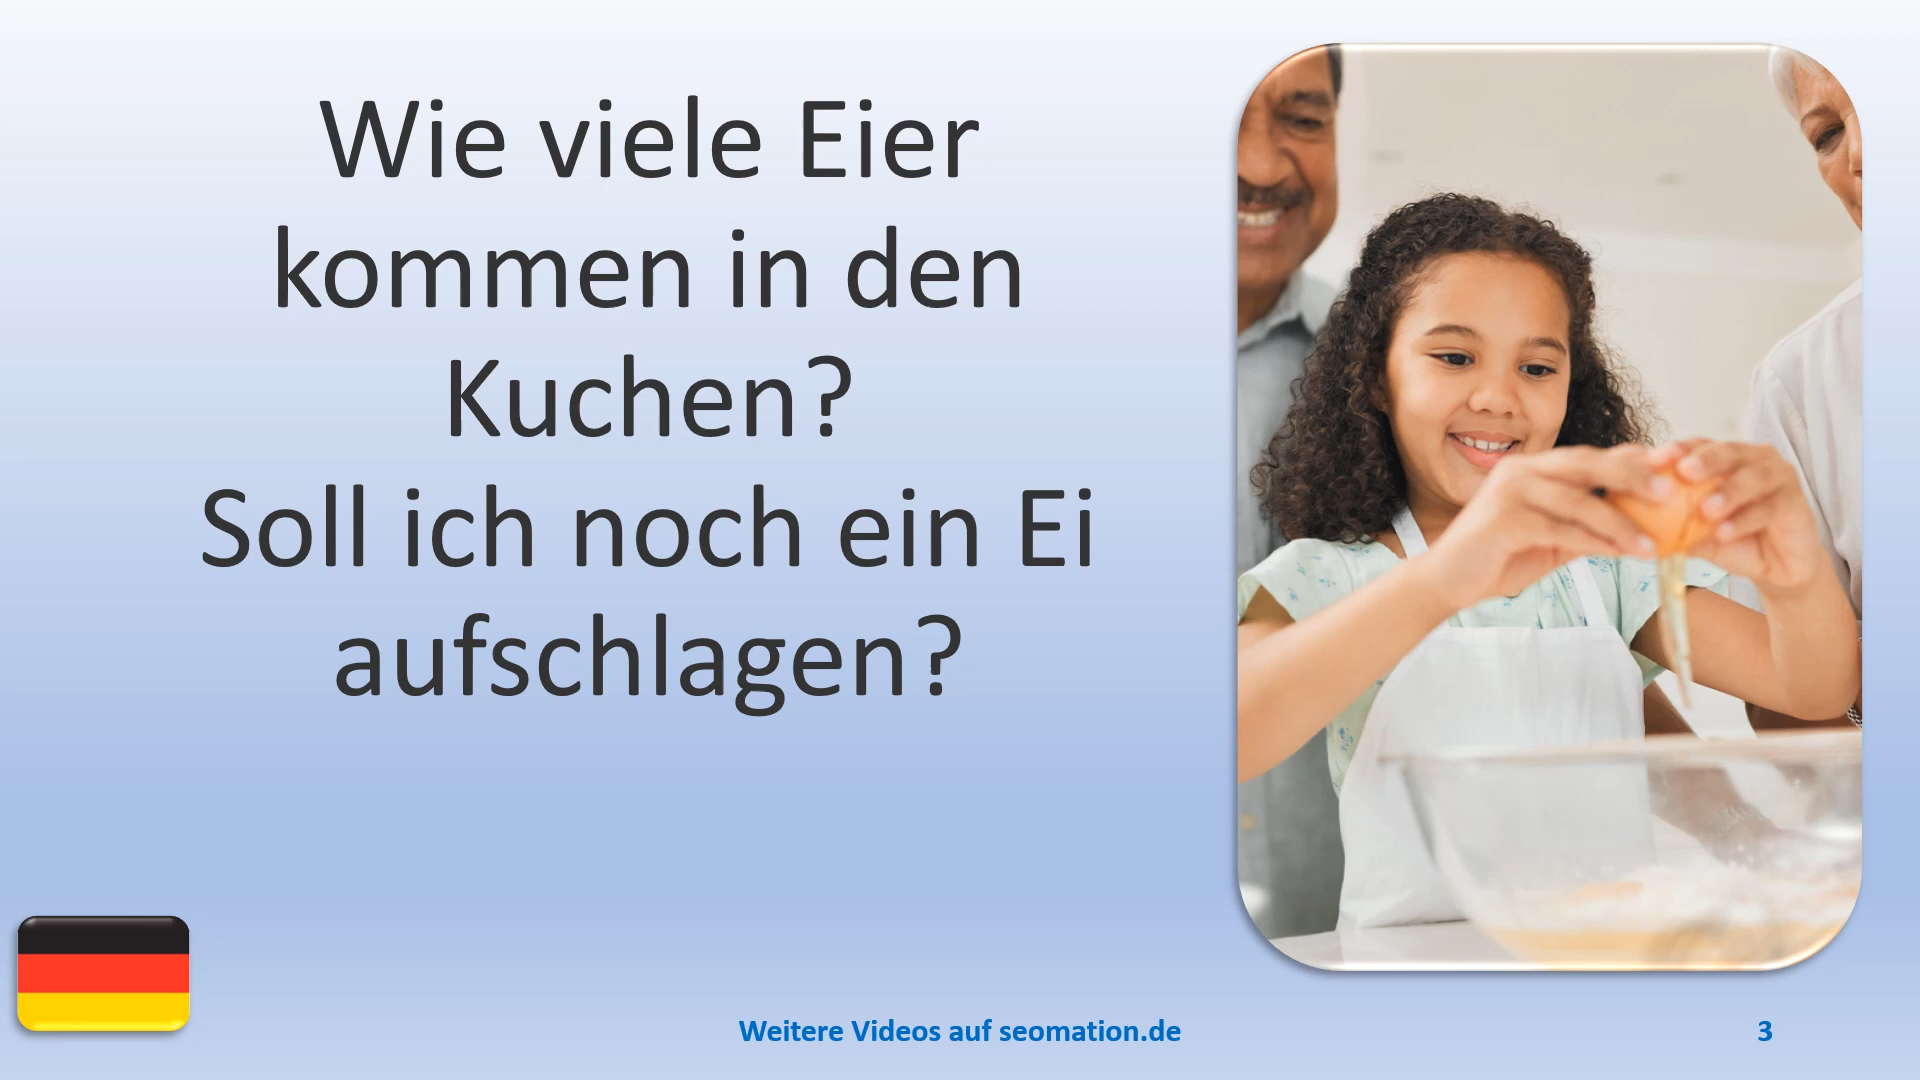 Wie viele Eier
kommen in den
Kuchen?
Soll ich noch ein Ei
aufschlagen?
Weitere Videos auf seomation.de
3